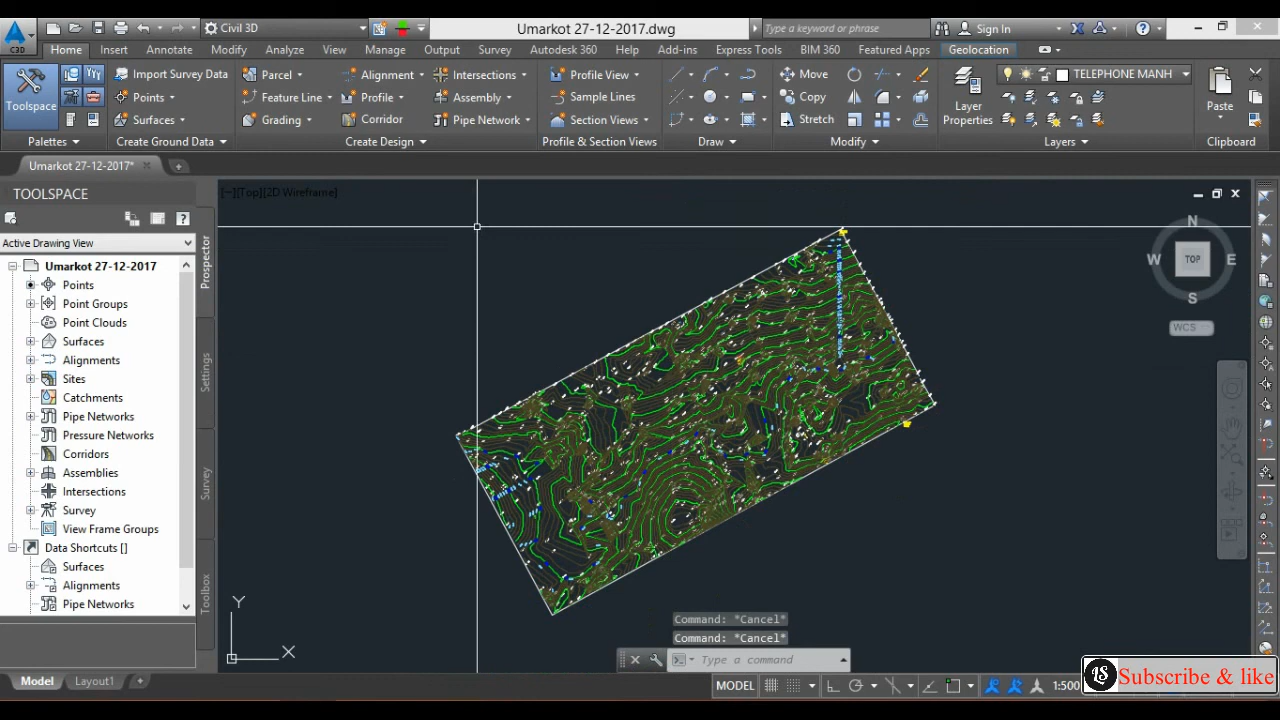 C3D
Civil 3D
Umarkot 27-12-2017.dwg
Type a keyword or phrase
Sign In
Home Insert Annotate Modify Analyze View Manage Output Survey Autodesk 360 Help Add-ins Express Tools BIM 360 Featured Apps Geolocation
Toolspace
Import Survey Data
Points
Surfaces
Parcel
Feature Line
Grading
Alignment
Profile
Corridor
Intersections
Assembly
Pipe Network
Profile View
Sample Lines
Section Views
Move
Copy
Stretch
Layer
Properties
TELEPHONE MANH
Paste
Palettes
Create Ground Data
Create Design
Profile & Section Views
Draw
Modify
Layers
Clipboard
Umarkot 27-12-2017*
TOOLSPACE
Active Drawing View
Umarkot 27-12-2017
Points
Point Groups
Point Clouds
Surfaces
Alignments
Sites
Catchments
Pipe Networks
Pressure Networks
Corridors
Assemblies
Intersections
Survey
View Frame Groups
Data Shortcuts []
Surfaces
Alignments
Pipe Networks
Prospector
Settings
Survey
Toolbox
[−][Top][2D Wireframe]
N
W
TOP
E
S
WCS
Y
X
Command: *Cancel*
Command: *Cancel*
Type a command
Model
Layout1
MODEL
1:500
LS
Subscribe & like